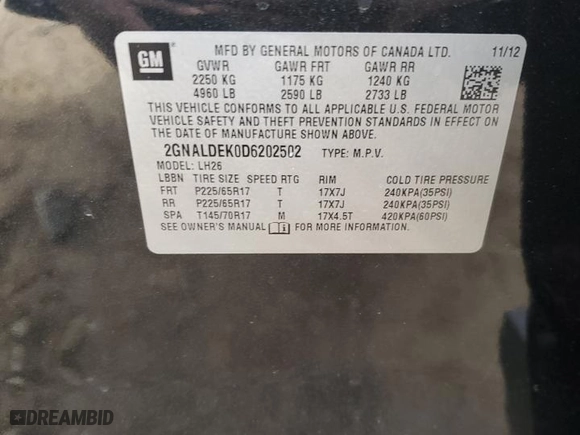 GM
MFD BY GENERAL MOTORS OF CANADA LTD. 11/12
GVWR GAWR FRT GAWR RR
2250 KG 1175 KG 1240 KG
4960 LB 2590 LB 2733 LB
THIS VEHICLE CONFORMS TO ALL APPLICABLE U.S. FEDERAL MOTOR
VEHICLE SAFETY AND THEFT PREVENTION STANDARDS IN EFFECT ON
THE DATE OF MANUFACTURE SHOWN ABOVE.
2GNALDEK0D6202502 TYPE: M.P.V.
MODEL: LH26
LBBN TIRE SIZE SPEED RTG RIM COLD TIRE PRESSURE
FRT P225/65R17 T 17X7J 240KPA(35PSI)
RR P225/65R17 T 17X7J 240KPA(35PSI)
SPA T145/70R17 M 17X4.5T 420KPA(60PSI)
SEE OWNER'S MANUAL FOR MORE INFORMATION.
DREAMBID